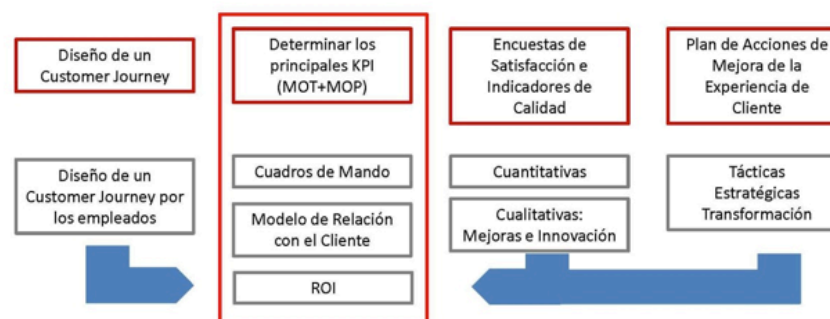 Diseño de un
Customer Journey
Determinar los
principales KPI
(MOT+MOP)
Encuestas de
Satisfacción e
Indicadores de
Calidad
Plan de Acciones de
Mejora de la
Experiencia de
Cliente
Diseño de un
Customer Journey por
los empleados
Cuadros de Mando
Modelo de Relación
con el Cliente
ROI
Cuantitativas
Cualitativas:
Mejoras e Innovación
Tácticas
Estratégicas
Transformación